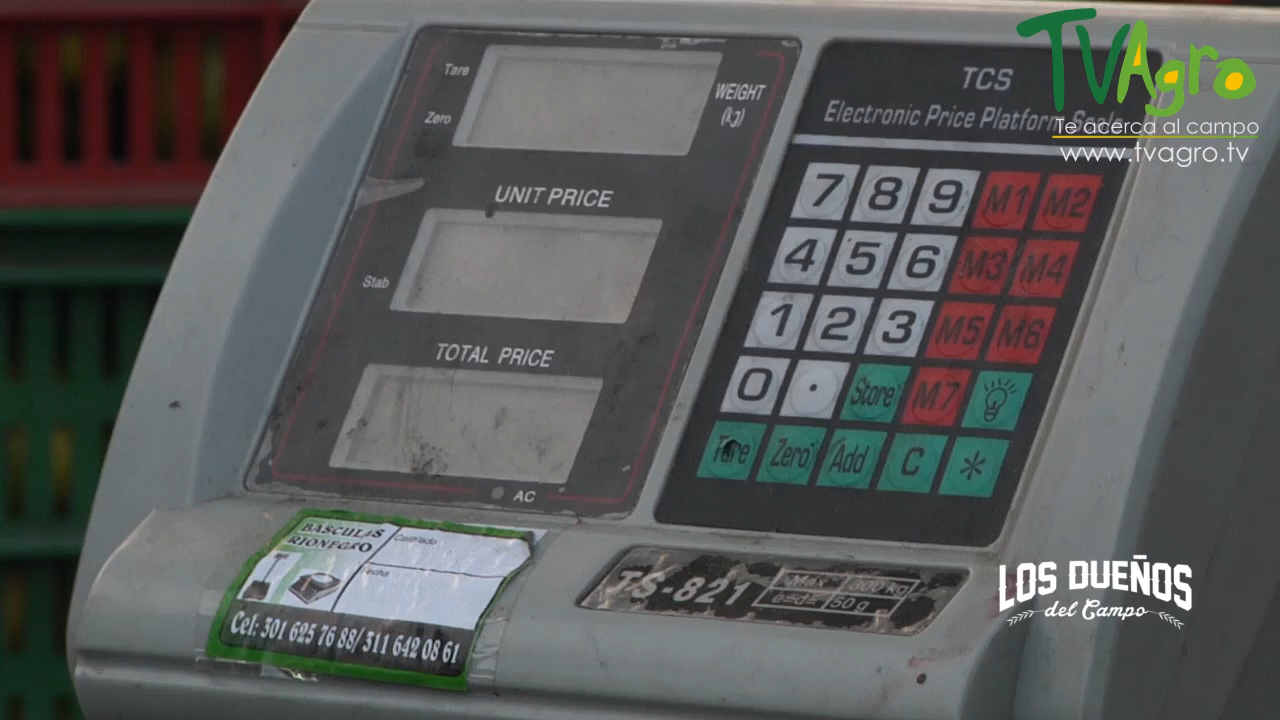 TVAgro
Te acerca al campo
www.tvagro.tv
Tare
Zero
WEIGHT
(kg)
UNIT PRICE
Stab
TOTAL PRICE
AC
TCS
Electronic Price Platform Scale
7 8 9 M1 M2
4 5 6 M3 M4
1 2 3 M5 M6
0 . Store M7
Tare Zero Add C *
BASCULAS
RIONEGRO
Calibrado
Fecha
Cel: 301 625 76 88/ 311 642 08 61
TS-821
Max 300 kg
e=d= 50 g
LOS DUEÑOS
del Campo